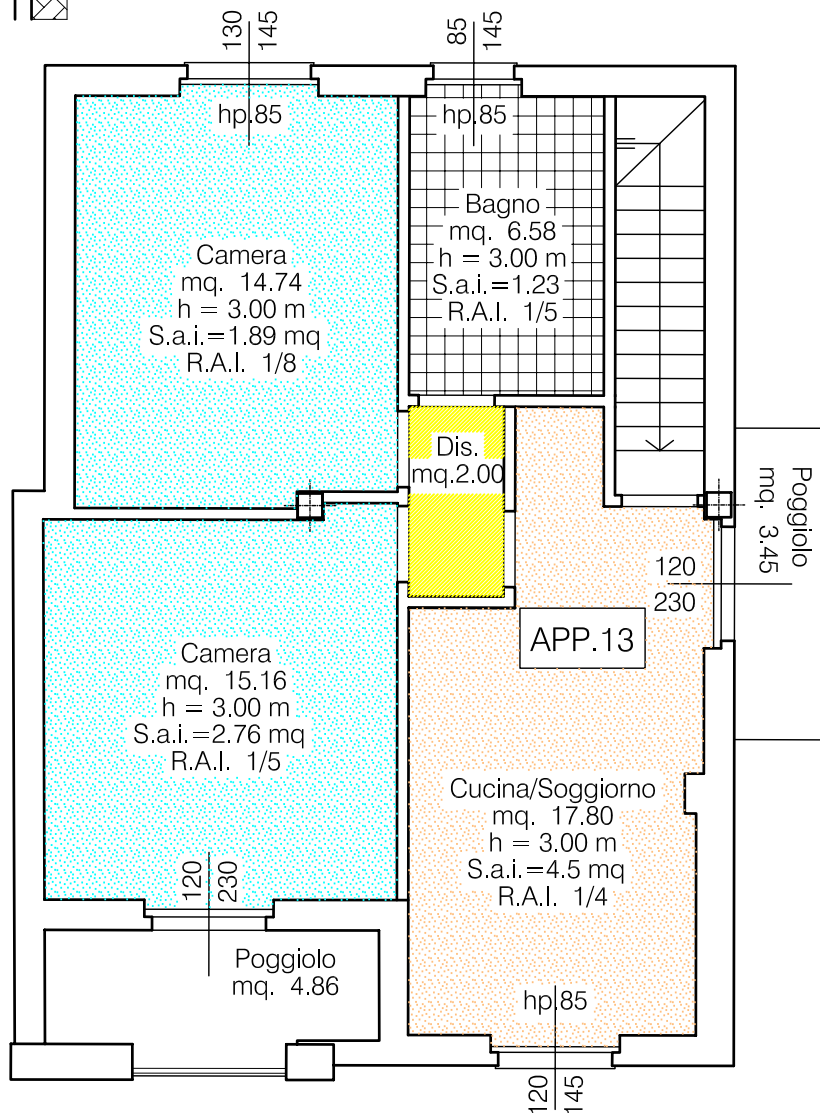 130
145
85
145
hp.85
hp.85
Bagno
mq. 6.58
h = 3.00 m
S.a.i.=1.23
R.A.I. 1/5
Camera
mq. 14.74
h = 3.00 m
S.a.i.=1.89 mq
R.A.I. 1/8
Dis.
mq.2.00
Poggiolo
mq. 3.45
120
230
APP.13
Camera
mq. 15.16
h = 3.00 m
S.a.i.=2.76 mq
R.A.I. 1/5
Cucina/Soggiorno
mq. 17.80
h = 3.00 m
S.a.i.=4.5 mq
R.A.I. 1/4
120
230
Poggiolo
mq. 4.86
hp.85
120
145